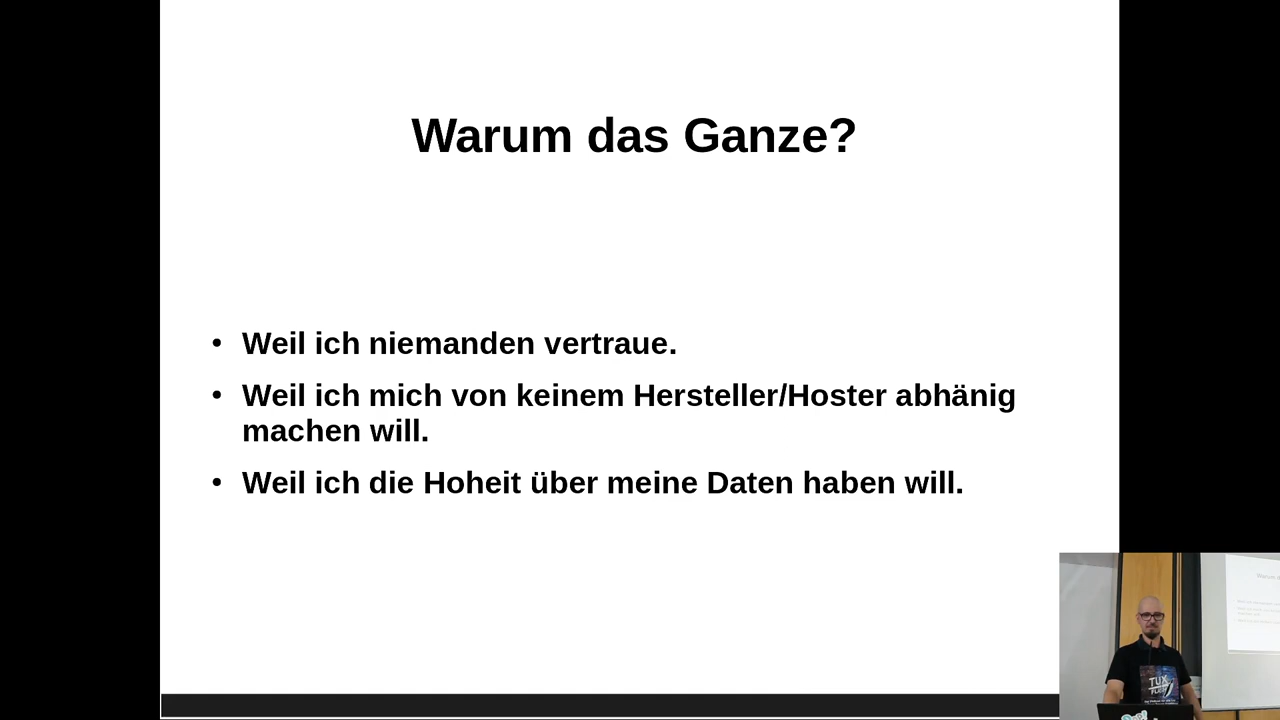 Warum das Ganze?
• Weil ich niemanden vertraue.
• Weil ich mich von keinem Hersteller/Hoster abhänig
machen will.
• Weil ich die Hoheit über meine Daten haben will.
TUX